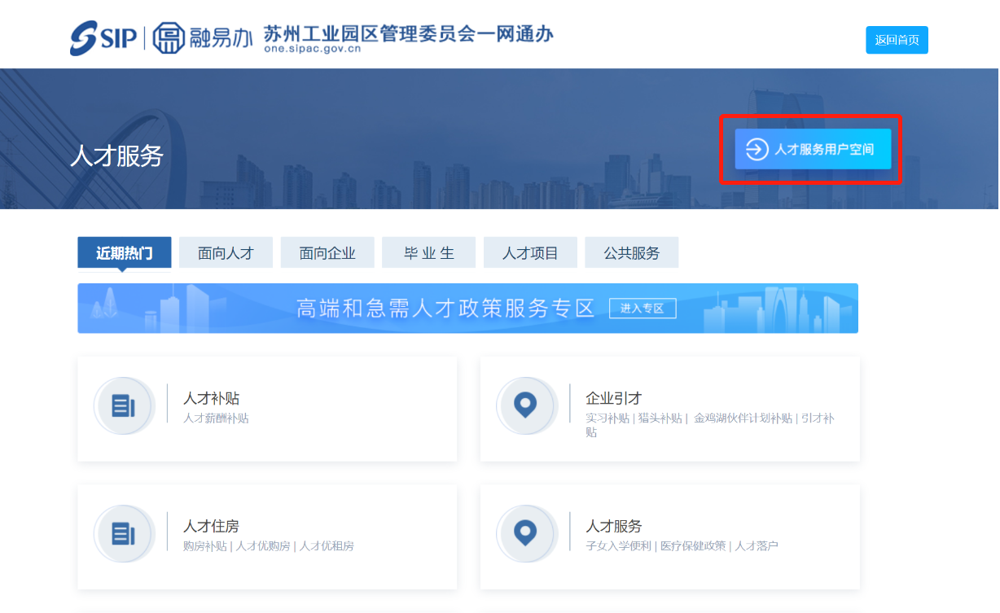 SIP 融易办 苏州工业园区管理委员会一网通办
one.sipac.gov.cn
返回首页
人才服务
人才服务用户空间
近期热门 面向人才 面向企业 毕业生 人才项目 公共服务
高端和急需人才政策服务专区 进入专区
人才补贴
人才薪酬补贴
企业引才
实习补贴 | 猎头补贴 | 金鸡湖伙伴计划补贴 | 引才补
贴
人才住房
购房补贴 | 人才优购房 | 人才优租房
人才服务
子女入学便利 | 医疗保健政策 | 人才落户